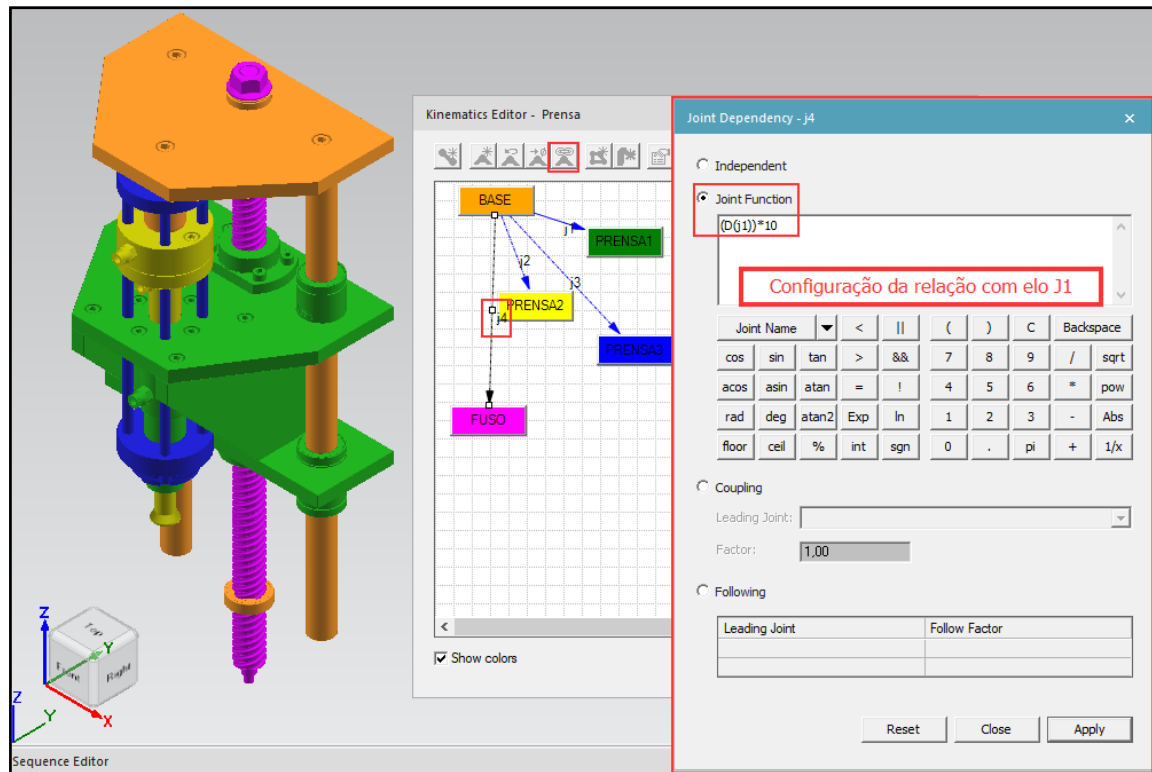 Kinematics Editor - Prensa
BASE
j1
PRENSA1
j2
j3
PRENSA2
j4
PRENSA3
FUSO
Show colors
Joint Dependency - j4
Independent
Joint Function
(D(j1))*10
Configuração da relação com elo J1
Joint Name < || ( ) C Backspace
cos sin tan > && 7 8 9 / sqrt
acos asin atan = ! 4 5 6 * pow
rad deg atan2 Exp ln 1 2 3 - Abs
floor ceil % int sgn 0 . pi + 1/x
Coupling
Leading Joint:
Factor: 1,00
Following
Leading Joint Follow Factor
Reset Close Apply
Z
Top
Y
Front Right
X
Z
Y
Sequence Editor